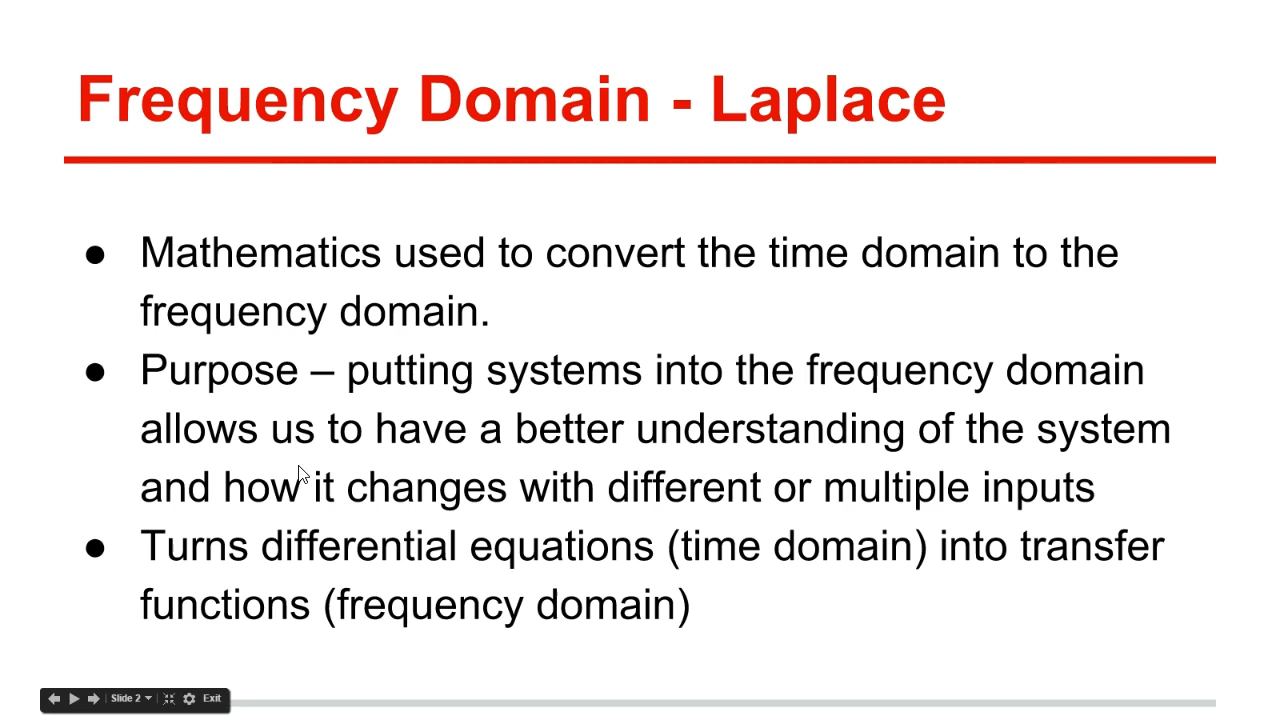 Frequency Domain - Laplace
● Mathematics used to convert the time domain to the
frequency domain.
● Purpose – putting systems into the frequency domain
allows us to have a better understanding of the system
and how it changes with different or multiple inputs
● Turns differential equations (time domain) into transfer
functions (frequency domain)
Slide 2 Exit